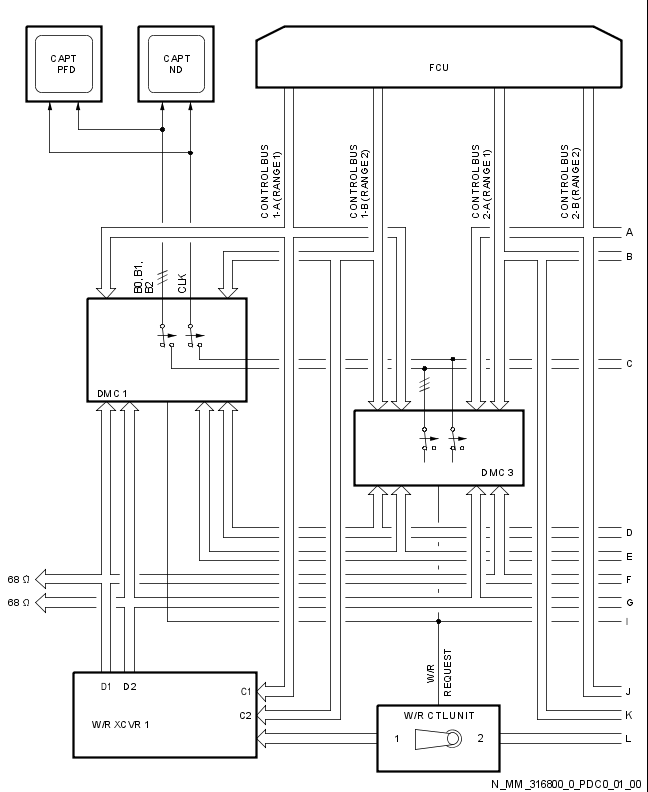 CAPT
PFD
CAPT
ND
FCU
CONTROL BUS
1-A (RANGE 1)
CONTROL BUS
1-B (RANGE 2)
CONTROL BUS
2-A (RANGE 1)
CONTROL BUS
2-B (RANGE 2)
A
B
B0, B1,
B2
CLK
C
DMC 1
DMC 3
D
E
68 Ω
F
68 Ω
G
I
W/R
REQUEST
D1 D2
C1
J
C2
W/R CTL UNIT
K
W/R XCVR 1
1 2
L
N_MM_316800_0_PDC0_01_00